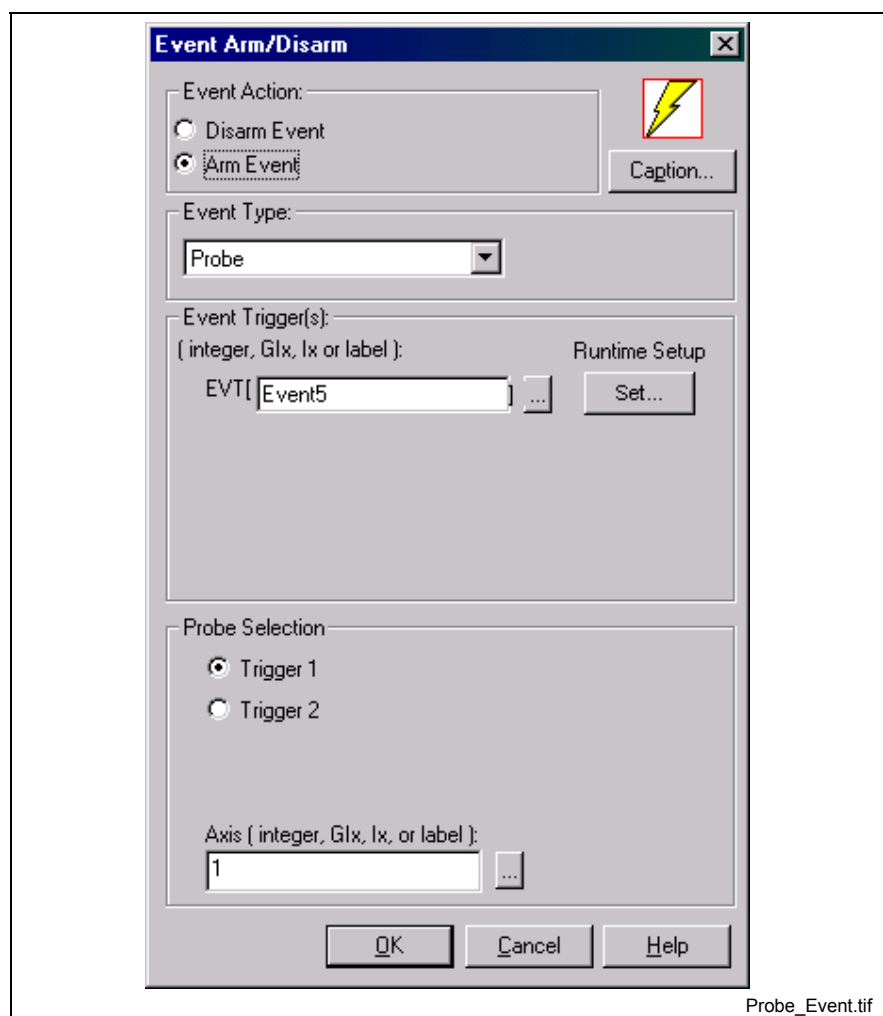 Event Arm/Disarm
Event Action:
Disarm Event
Arm Event
Caption...
Event Type:
Probe
Event Trigger(s):
( integer, GIx, Ix or label ):
Runtime Setup
EVT[ Event5 ] ... Set...
Probe Selection
Trigger 1
Trigger 2
Axis ( integer, GIx, Ix, or label ):
1 ...
OK Cancel Help
Probe_Event.tif